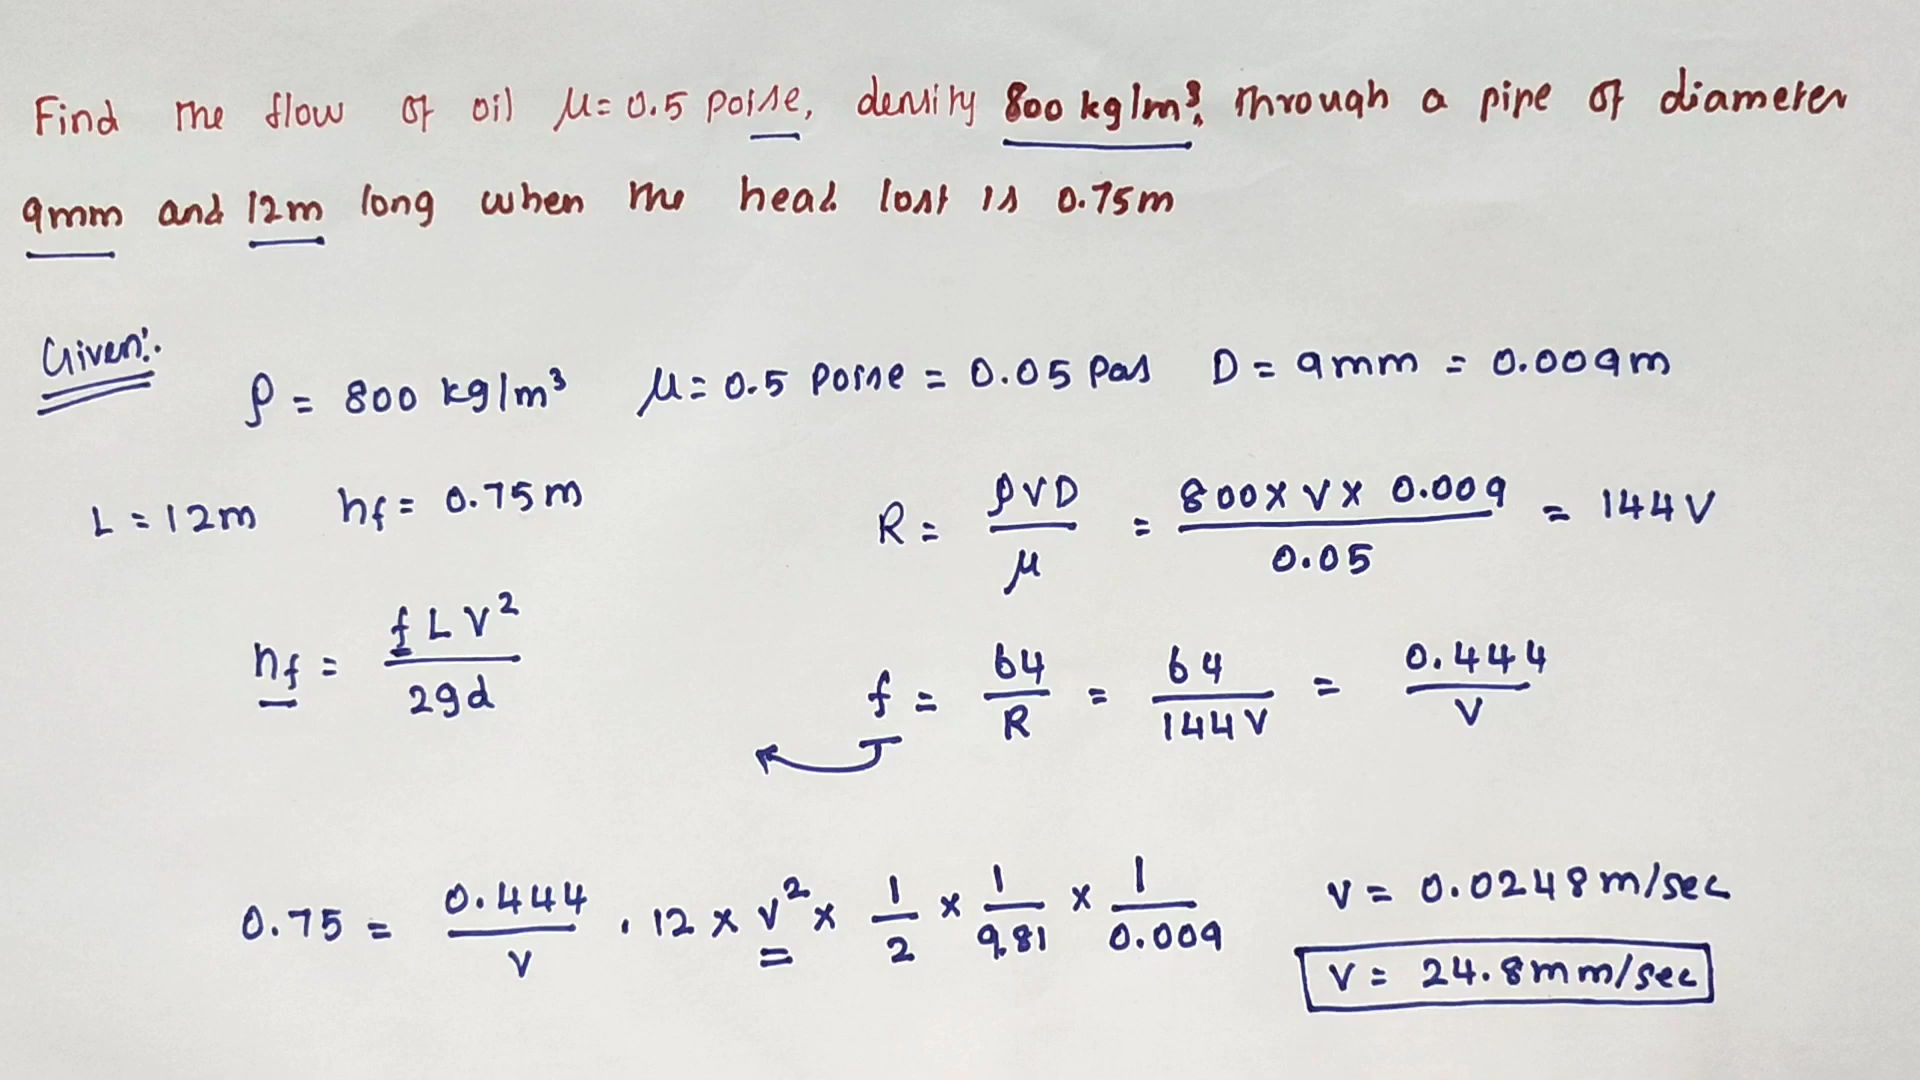 Find the flow of oil μ = 0.5 poise, density 800 kg/m³, through a pipe of diameter
9mm and 12m long when the head lost is 0.75m
Given:
ρ = 800 kg/m³ μ = 0.5 poise = 0.05 Pas D = 9mm = 0.009m
L = 12m hf = 0.75m R = ρVD/μ = 800 x V x 0.009/0.05 = 144V
hf = fLV²/2gd f = 64/R = 64/144V = 0.444/V
0.75 = 0.444/V . 12 x V² x 1/2 x 1/9.81 x 1/0.009 V = 0.0248m/sec
V = 24.8mm/sec